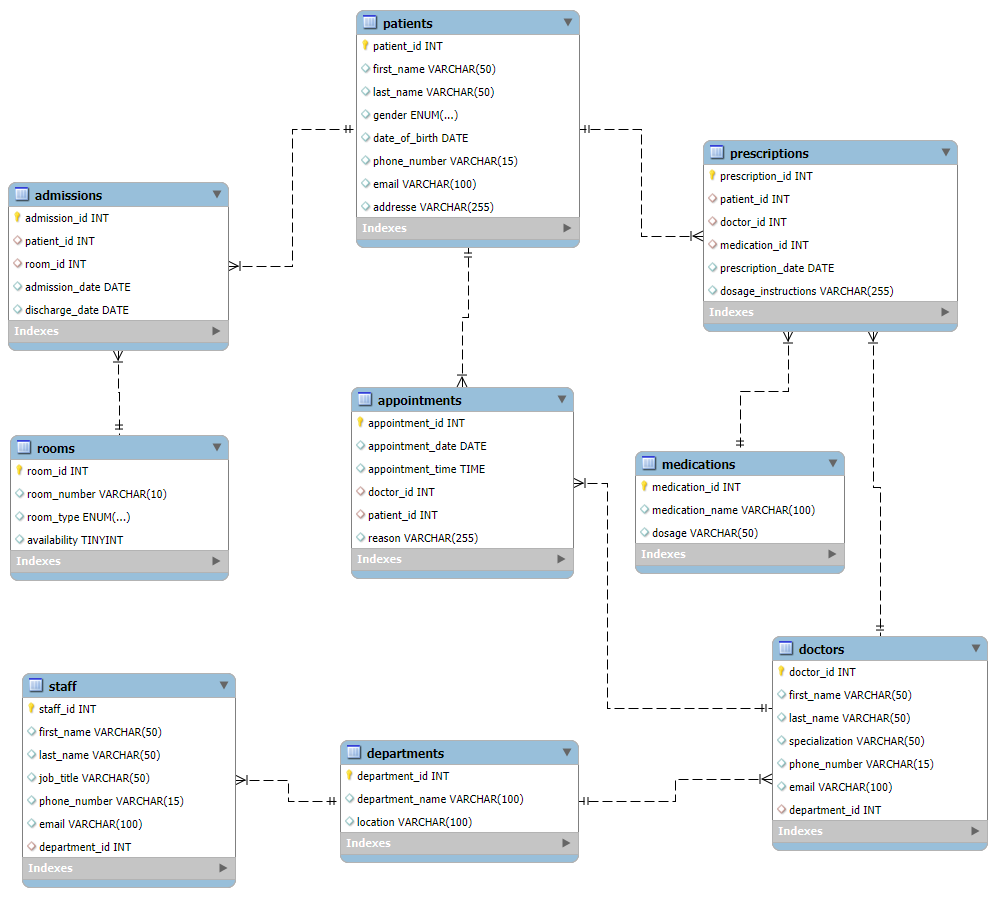 patients
patient_id INT
first_name VARCHAR(50)
last_name VARCHAR(50)
gender ENUM(...)
date_of_birth DATE
phone_number VARCHAR(15)
email VARCHAR(100)
addresse VARCHAR(255)
Indexes
prescriptions
prescription_id INT
patient_id INT
doctor_id INT
medication_id INT
prescription_date DATE
dosage_instructions VARCHAR(255)
Indexes
admissions
admission_id INT
patient_id INT
room_id INT
admission_date DATE
discharge_date DATE
Indexes
appointments
appointment_id INT
appointment_date DATE
appointment_time TIME
doctor_id INT
patient_id INT
reason VARCHAR(255)
Indexes
rooms
room_id INT
room_number VARCHAR(10)
room_type ENUM(...)
availability TINYINT
Indexes
medications
medication_id INT
medication_name VARCHAR(100)
dosage VARCHAR(50)
Indexes
doctors
doctor_id INT
first_name VARCHAR(50)
last_name VARCHAR(50)
specialization VARCHAR(50)
phone_number VARCHAR(15)
email VARCHAR(100)
department_id INT
Indexes
staff
staff_id INT
first_name VARCHAR(50)
last_name VARCHAR(50)
job_title VARCHAR(50)
phone_number VARCHAR(15)
email VARCHAR(100)
department_id INT
Indexes
departments
department_id INT
department_name VARCHAR(100)
location VARCHAR(100)
Indexes